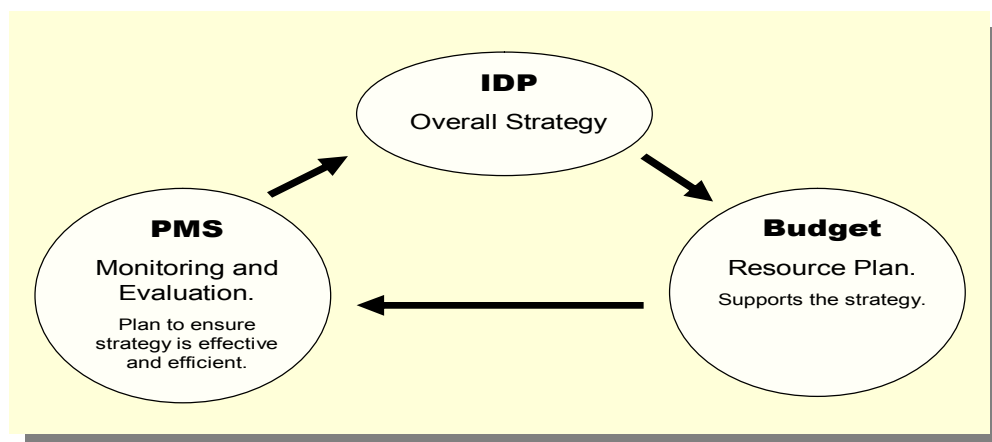 IDP
Overall Strategy
PMS
Monitoring and
Evaluation.
Plan to ensure
strategy is effective
and efficient.
Budget
Resource Plan.
Supports the strategy.